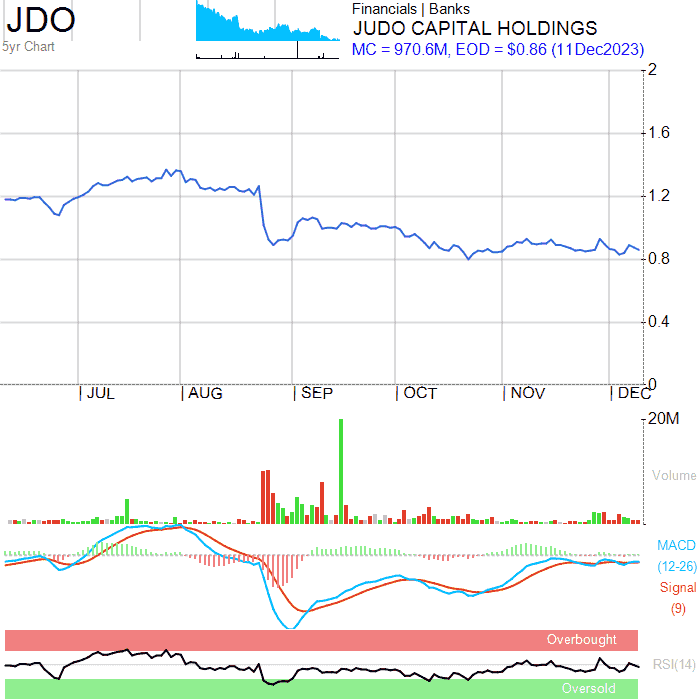 JDO
5yr Chart
Financials | Banks
JUDO CAPITAL HOLDINGS
MC = 970.6M, EOD = $0.86 (11Dec2023)
2
1.6
1.2
0.8
0.4
0
| JUL | AUG | SEP | OCT | NOV | DEC
20M
Volume
MACD
(12-26)
Signal
(9)
Overbought
RSI(14)
Oversold